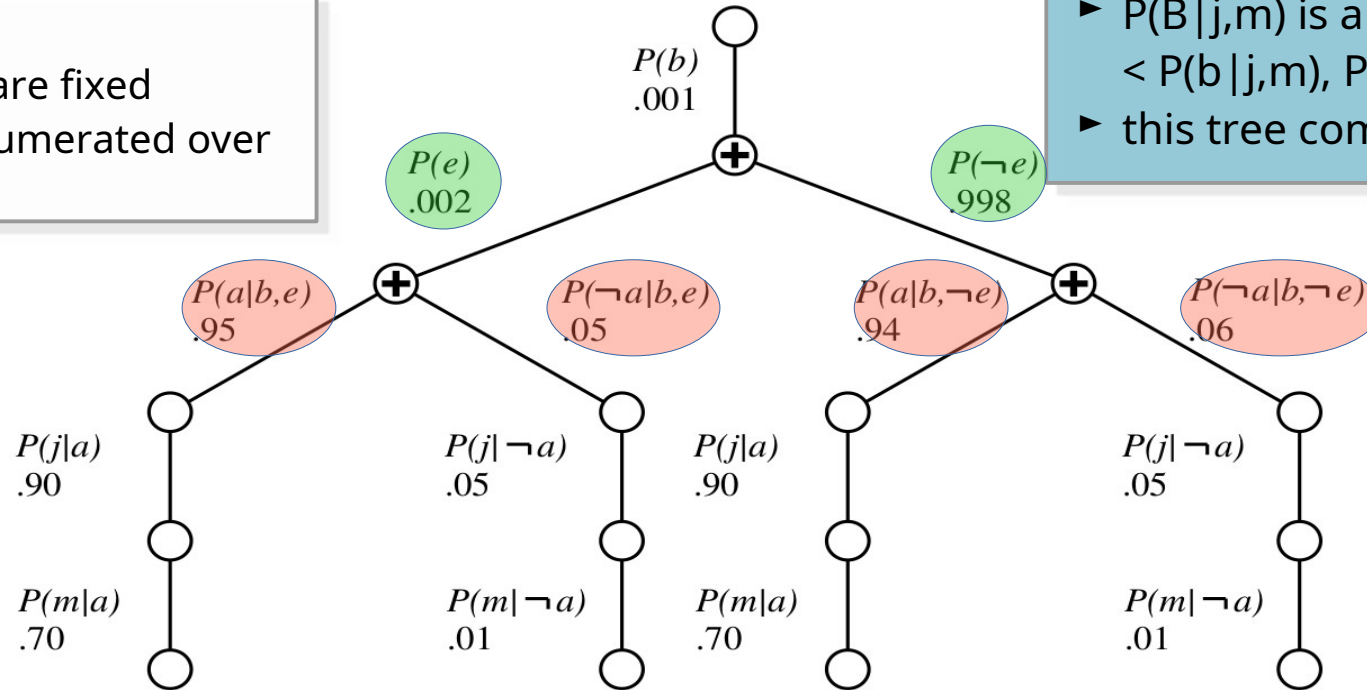 are fixed
umerated over
P(B|j,m) is a
< P(b|j,m), P
this tree com
P(b)
.001
P(e)
.002
P(¬e)
.998
P(a|b,e)
.95
P(¬a|b,e)
.05
P(a|b,¬e)
.94
P(¬a|b,¬e)
.06
P(j|a)
.90
P(j|¬a)
.05
P(j|a)
.90
P(j|¬a)
.05
P(m|a)
.70
P(m|¬a)
.01
P(m|a)
.70
P(m|¬a)
.01